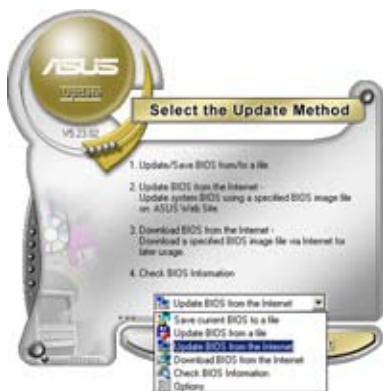 ASUS
Update
V5.23.02
Select the Update Method
1. Update/Save BIOS from/to a file.
2. Update BIOS from the Internet -
Update system BIOS using a specified BIOS image file
on ASUS Web Site.
3. Download BIOS from the Internet -
Download a specified BIOS image file via Internet for
later usage.
4. Check BIOS Information
Update BIOS from the Internet
Save current BIOS to a file
Update BIOS from a file
Update BIOS from the Internet
Download BIOS from the Internet
Check BIOS Information
Options